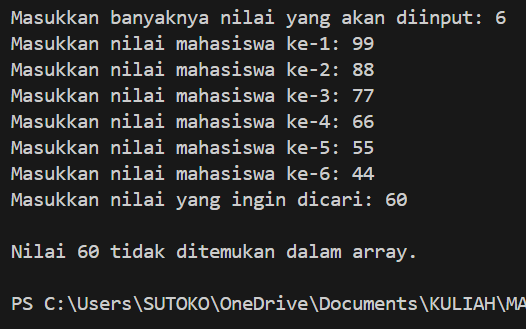 Masukkan banyaknya nilai yang akan diinput: 6
Masukkan nilai mahasiswa ke-1: 99
Masukkan nilai mahasiswa ke-2: 88
Masukkan nilai mahasiswa ke-3: 77
Masukkan nilai mahasiswa ke-4: 66
Masukkan nilai mahasiswa ke-5: 55
Masukkan nilai mahasiswa ke-6: 44
Masukkan nilai yang ingin dicari: 60
Nilai 60 tidak ditemukan dalam array.
PS C:\Users\SUTOKO\OneDrive\Documents\KULIAH\MA